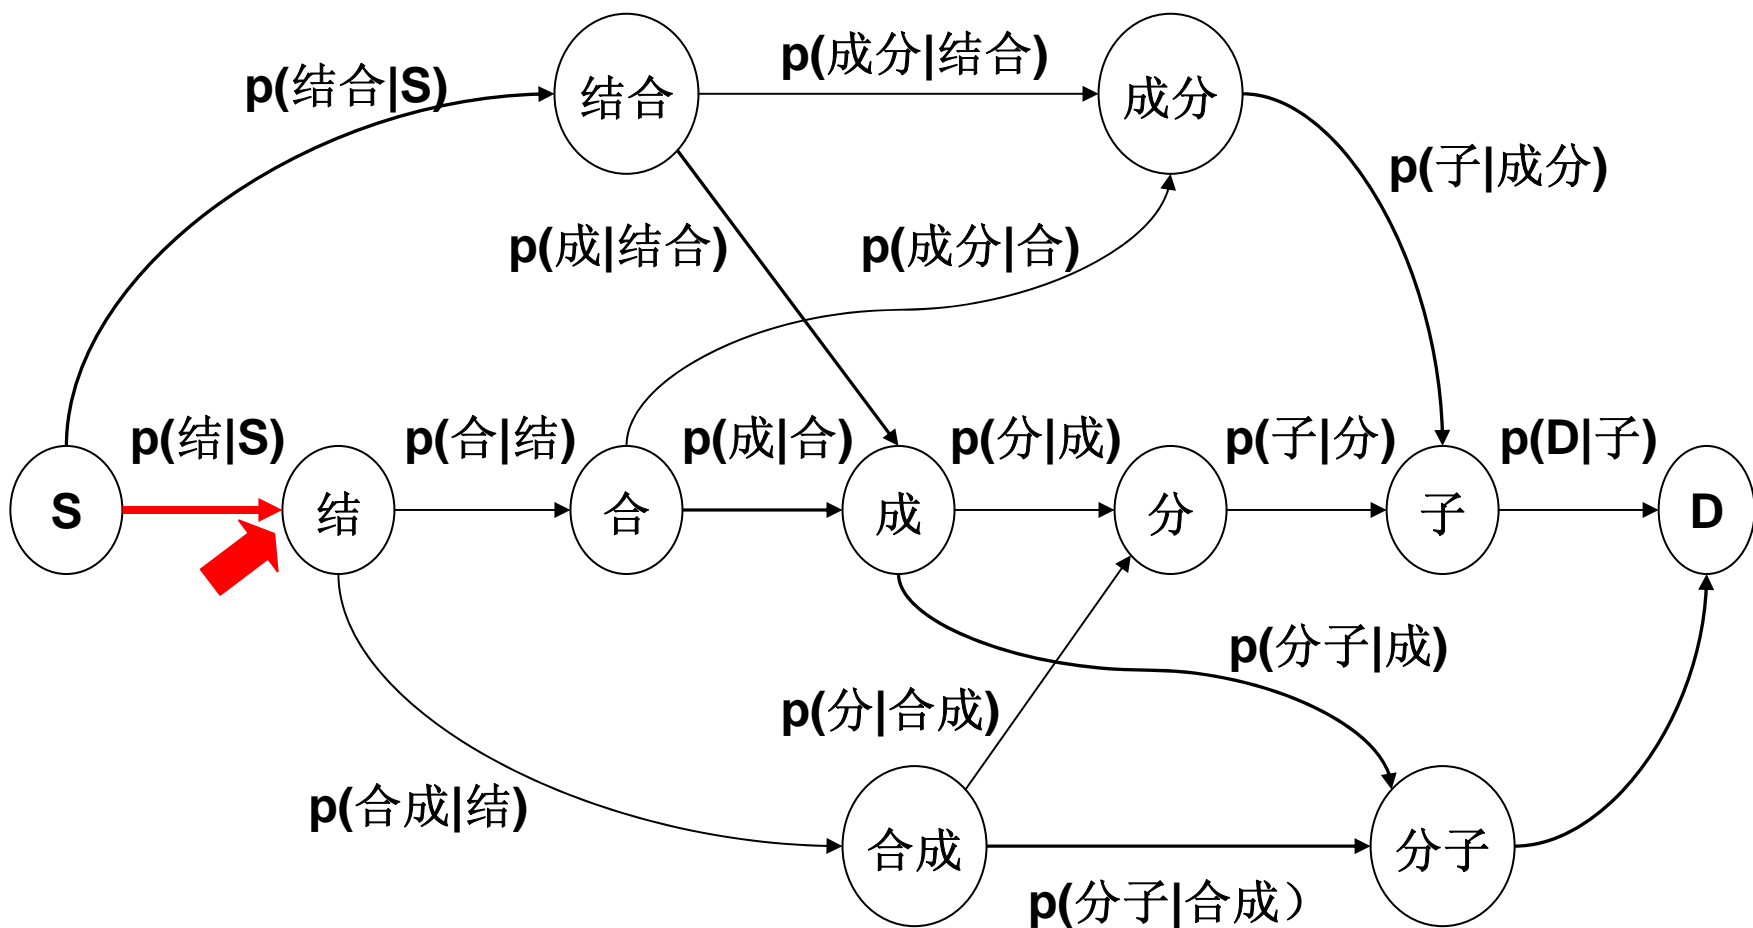 p(成分|结合)
p(结合|S)
结合
成分
p(子|成分)
p(成|结合)
p(成分|合)
p(结|S)
p(合|结)
p(成|合)
p(分|成)
p(子|分)
p(D|子)
S
结
合
成
分
子
D
p(分子|成)
p(分|合成)
p(合成|结)
合成
分子
p(分子|合成）